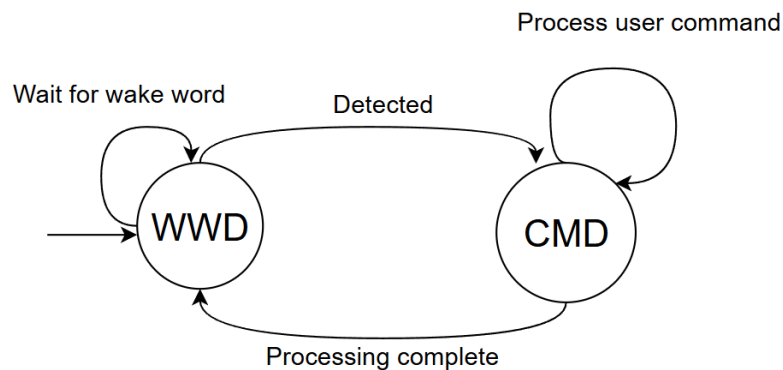 Process user command
Wait for wake word
Detected
WWD
CMD
Processing complete